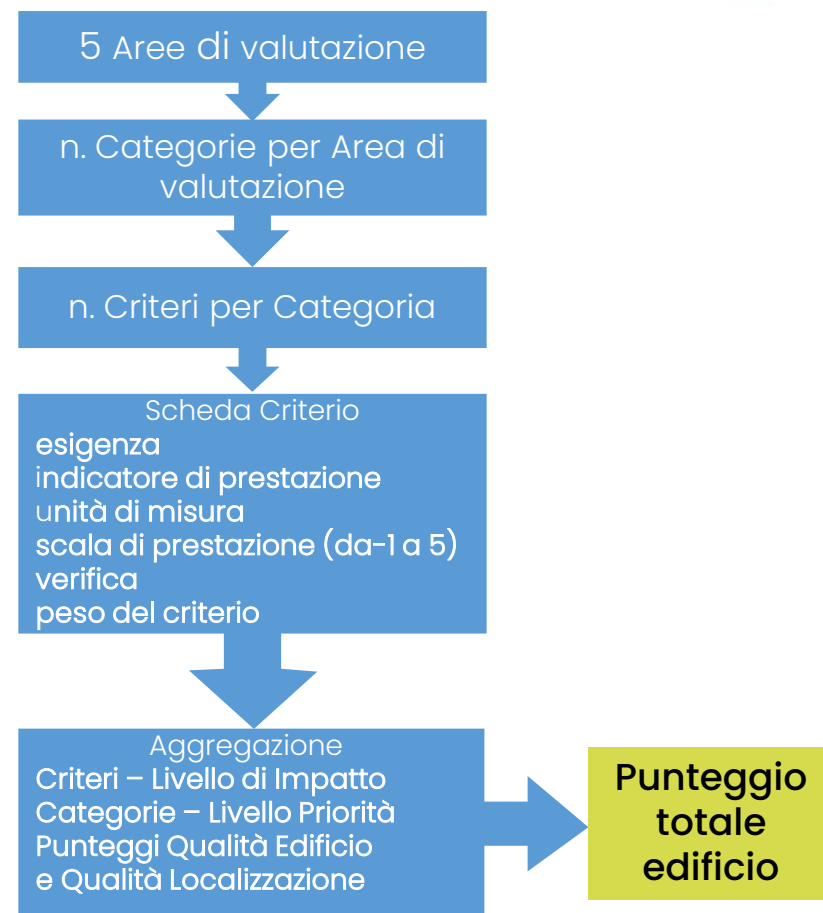 5 Aree di valutazione
n. Categorie per Area di
valutazione
n. Criteri per Categoria
Scheda Criterio
esigenza
indicatore di prestazione
unità di misura
scala di prestazione (da-1 a 5)
verifica
peso del criterio
Aggregazione
Criteri – Livello di Impatto
Categorie – Livello Priorità
Punteggi Qualità Edificio
e Qualità Localizzazione
Punteggio
totale
edificio